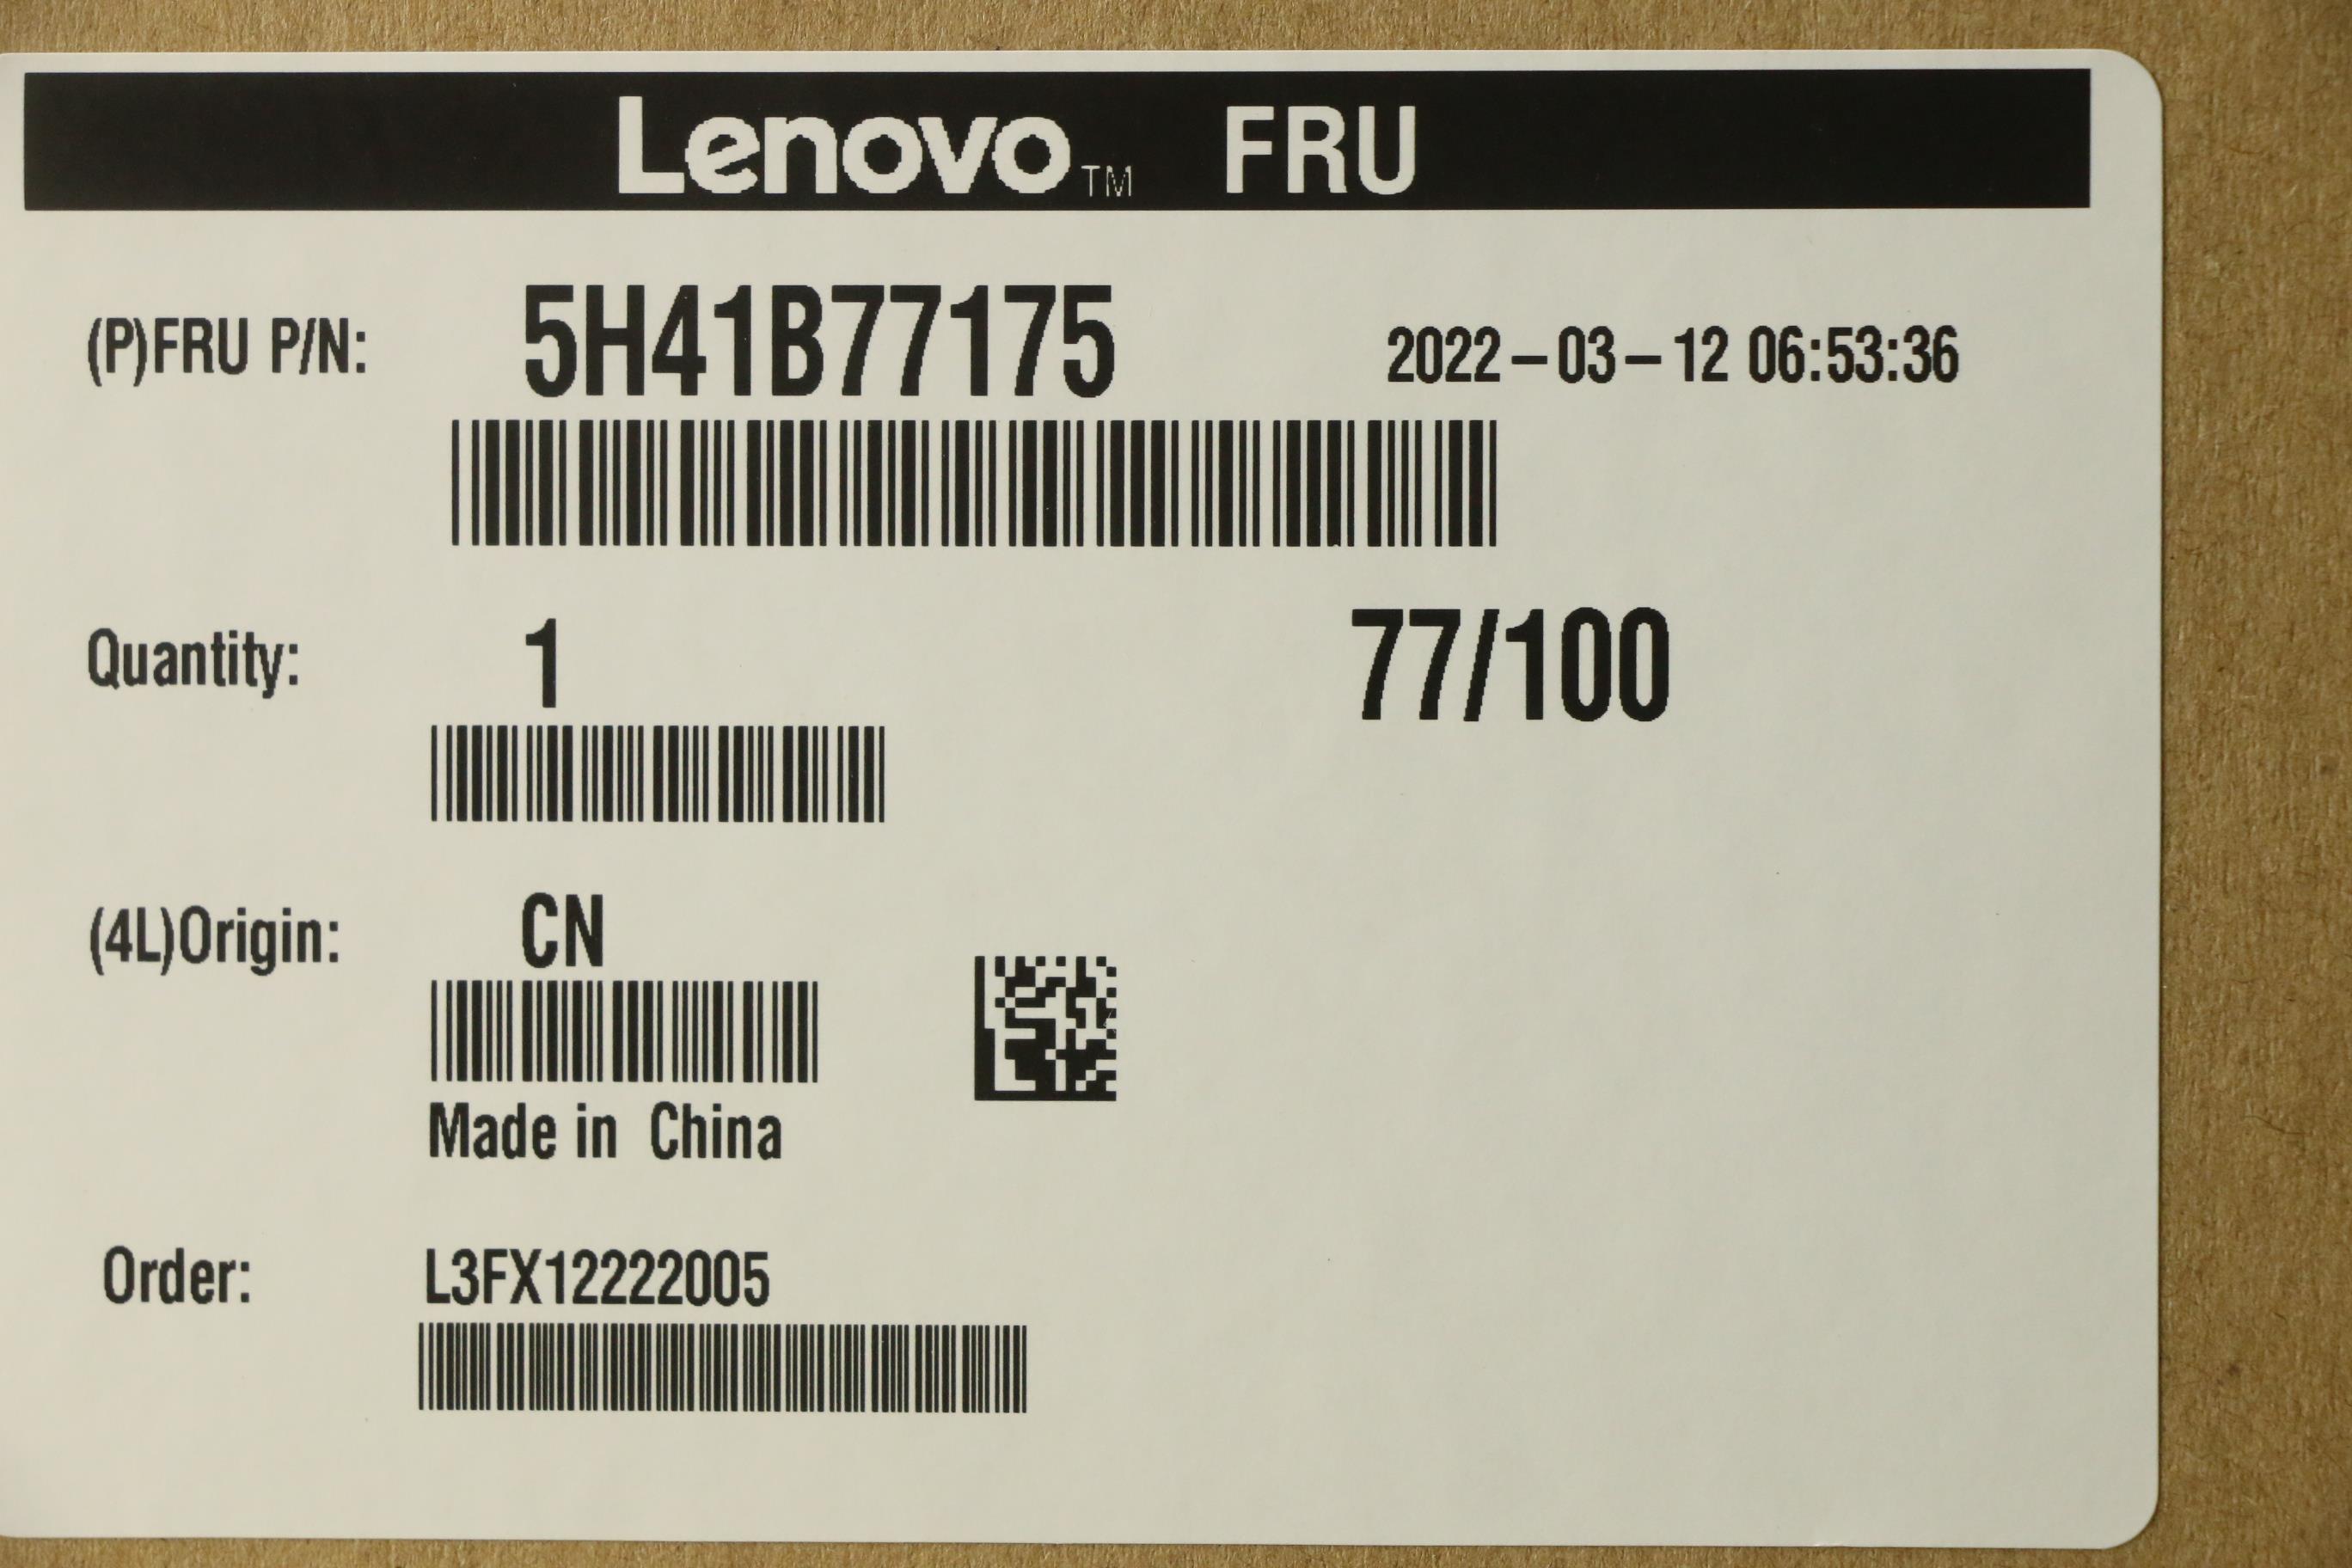 Lenovo™ FRU
(P)FRU P/N: 5H41B77175 2022-03-12 06:53:36
Quantity: 1 77/100
(4L)Origin: CN
Made in China
Order: L3FX12222005